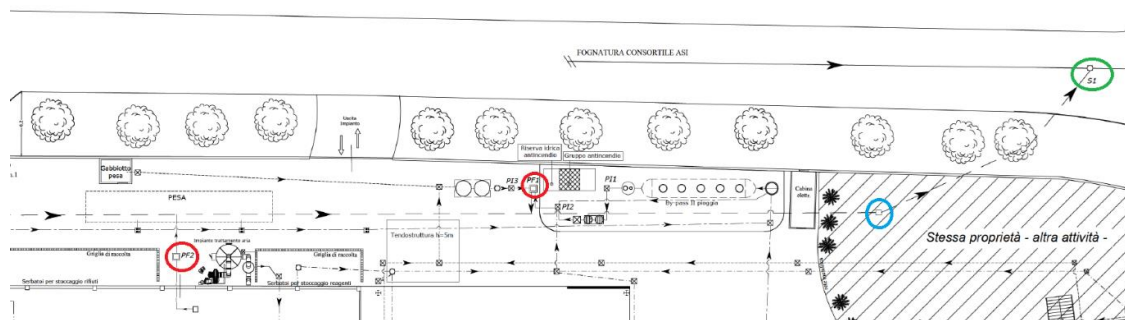 FOGNATURA CONSORTILE ASI
S1
Uscita
Impianto
Riserva idrica
antincendio
Gruppo antincendio
Gabbiotto
pesa
PI3
PF1
PI1
PI2
by-pass II pioggia
Cabina
PESA
Stessa proprietà - altra attività -
Tendostruttura h=5m
Impianto trattamento aria
Griglia di raccolta
PF2
Griglia di raccolta
Serbatoi per stoccaggio rifiuti
Serbatoi per stoccaggio reagenti